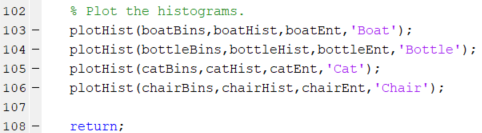 102 % Plot the histograms.
103 – plotHist(boatBins,boatHist,boatEnt,'Boat');
104 – plotHist(bottleBins,bottleHist,bottleEnt,'Bottle');
105 – plotHist(catBins,catHist,catEnt,'Cat');
106 – plotHist(chairBins,chairHist,chairEnt,'Chair');
107
108 – return;